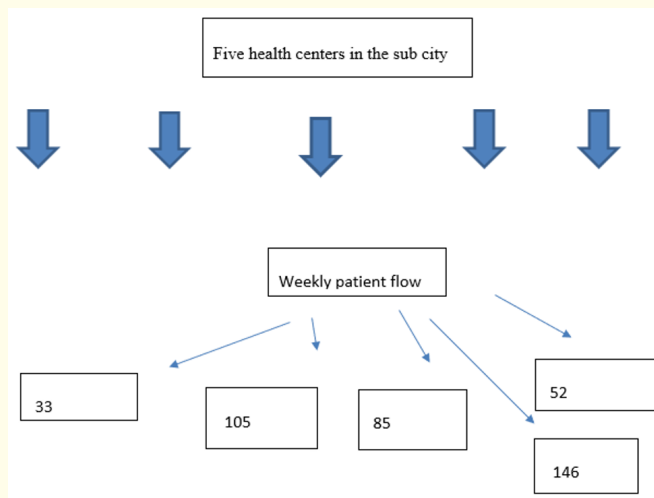 Five health centers in the sub city
Weekly patient flow
33
105
85
52
146